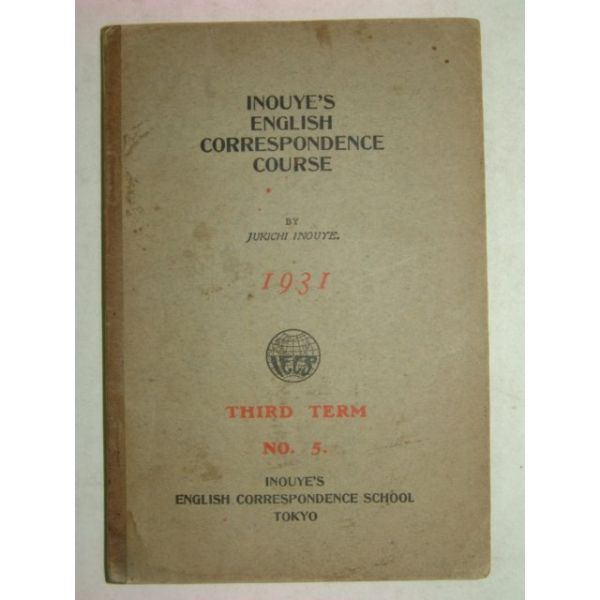 INOUYE'S
ENGLISH
CORRESPONDENCE
COURSE
BY
JUKICHI INOUYE.
1931
IECS
THIRD TERM
NO. 5.
INOUYE'S
ENGLISH CORRESPONDENCE SCHOOL
TOKYO